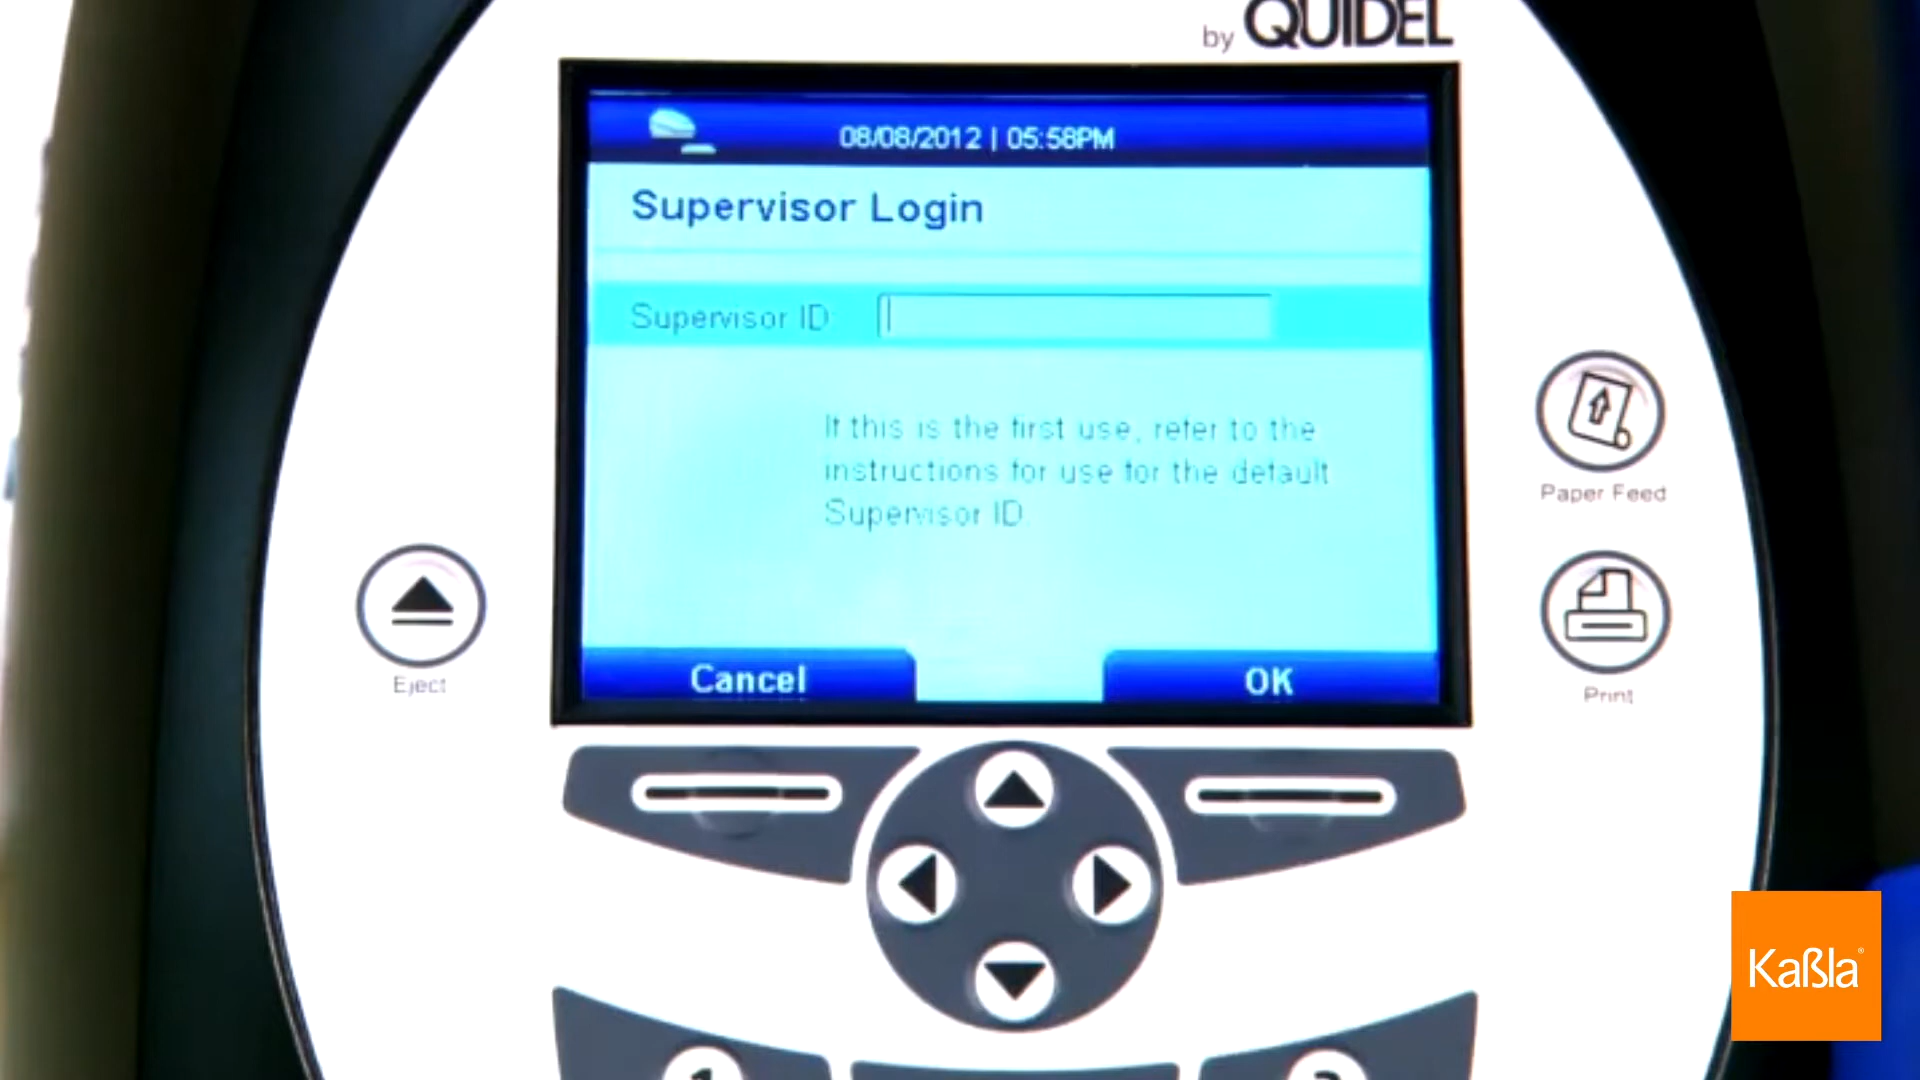 by QUIDEL
08/08/2012 | 05:58PM
Supervisor Login
Supervisor ID
If this is the first use, refer to the
instructions for use for the default
Supervisor ID.
Cancel
OK
Paper Feed
Eject
Print
Kaßla®
1